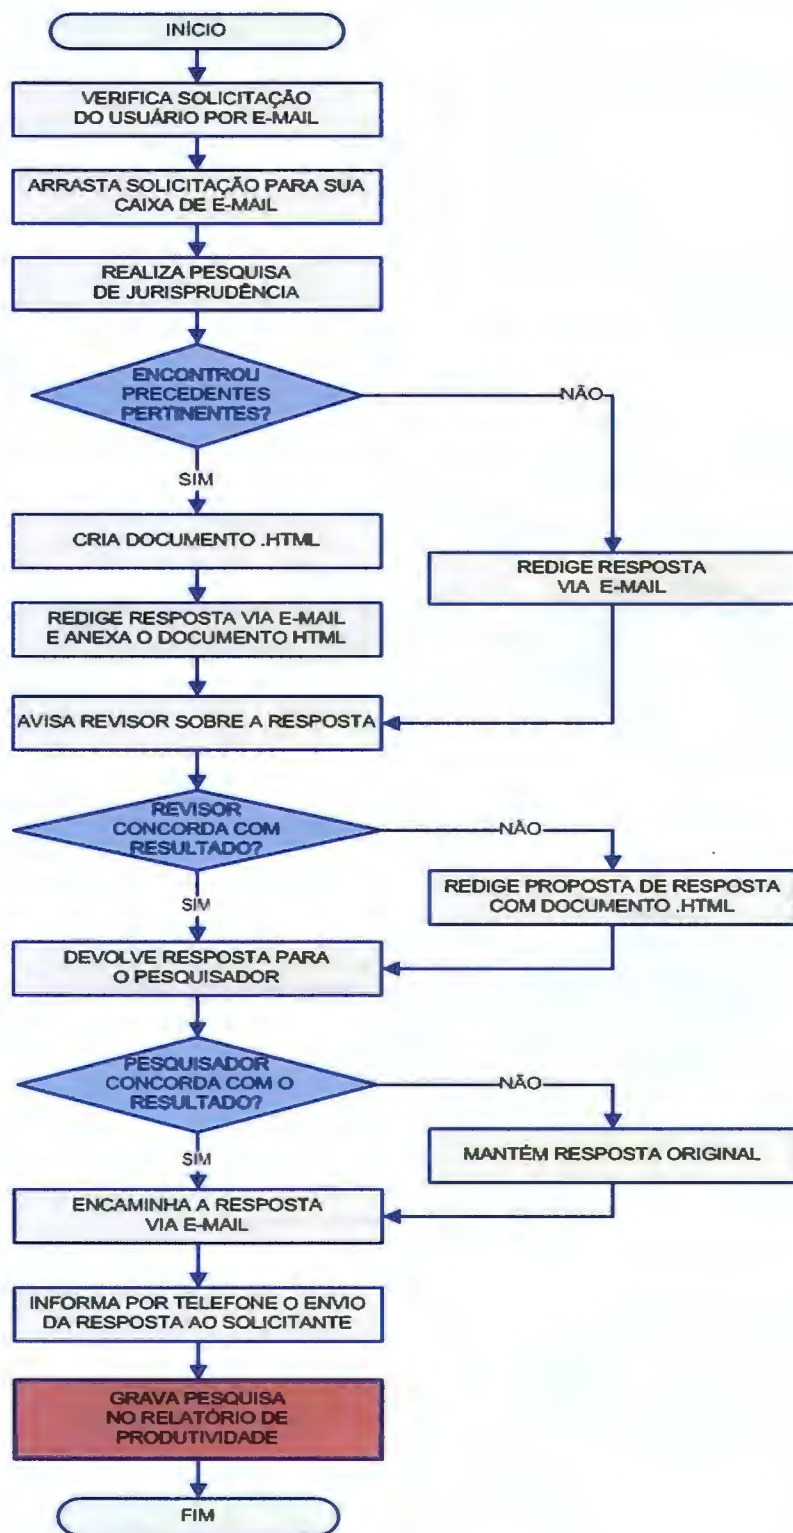 INÍCIO
VERIFICA SOLICITAÇÃO
DO USUÁRIO POR E-MAIL
ARRASTA SOLICITAÇÃO PARA SUA
CAIXA DE E-MAIL
REALIZA PESQUISA
DE JURISPRUDÊNCIA
ENCONTROU
PRECEDENTES
PERTINENTES?
NÃO
SIM
CRIA DOCUMENTO .HTML
REDIGE RESPOSTA
VIA E-MAIL
REDIGE RESPOSTA VIA E-MAIL
E ANEXA O DOCUMENTO HTML
AVISA REVISOR SOBRE A RESPOSTA
REVISOR
CONCORDA COM
RESULTADO?
NÃO
SIM
REDIGE PROPOSTA DE RESPOSTA
COM DOCUMENTO .HTML
DEVOLVE RESPOSTA PARA
O PESQUISADOR
PESQUISADOR
CONCORDA COM O
RESULTADO?
NÃO
SIM
MANTÉM RESPOSTA ORIGINAL
ENCAMINHA A RESPOSTA
VIA E-MAIL
INFORMA POR TELEFONE O ENVIO
DA RESPOSTA AO SOLICITANTE
GRAVA PESQUISA
NO RELATÓRIO DE
PRODUTIVIDADE
FIM